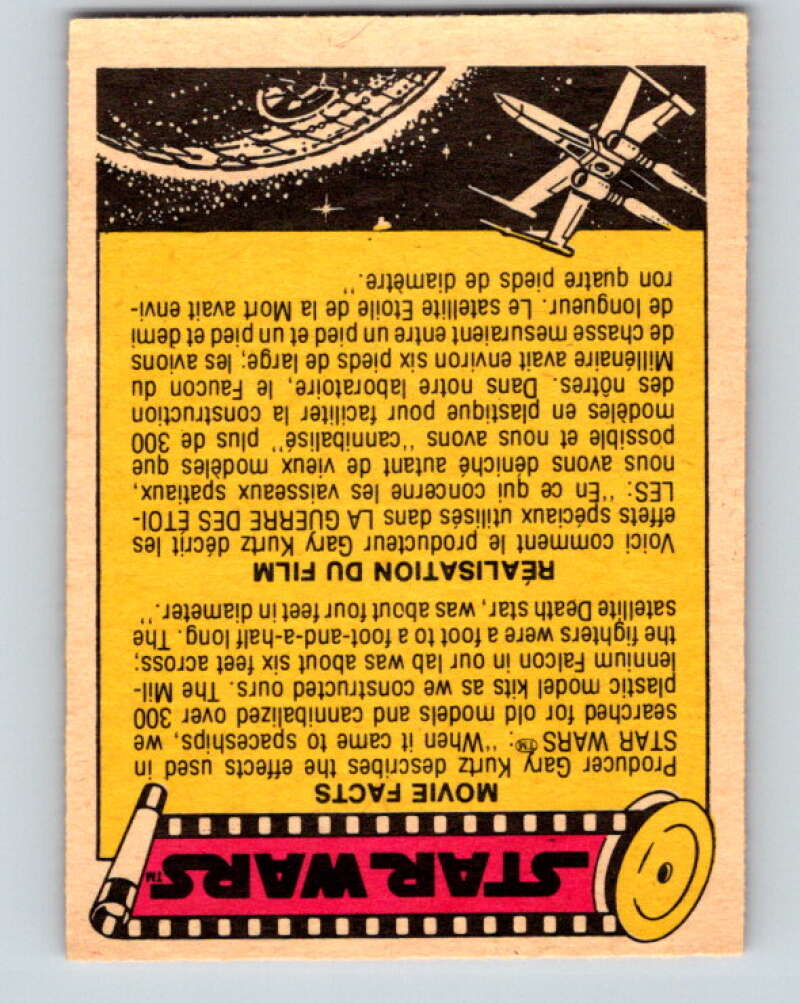 STAR WARS™
MOVIE FACTS
Producer Gary Kurtz describes the effects used in
STAR WARS™: "When it came to spaceships, we
searched for old models and cannibalized over 300
plastic model kits as we constructed ours. The Mil-
lennium Falcon in our lab was about six feet across;
the fighters were a foot to a foot-and-a-half long. The
satellite Death star, was about four feet in diameter."
RÉALISATION DU FILM
Voici comment le producteur Gary Kurtz décrit les
effets spéciaux utilisés dans LA GUERRE DES ÉTOI-
LES: "En ce qui concerne les vaisseaux spatiaux,
nous avons déniché autant de vieux modèles que
possible et nous avons "cannibalisé" plus de 300
modèles en plastique pour faciliter la construction
des nôtres. Dans notre laboratoire, le Faucon du
Millénaire avait environ six pieds de large; les avions
de chasse mesuraient entre un pied et un pied et demi
de longueur. Le satellite Étoile de la Mort avait envi-
ron quatre pieds de diamètre."